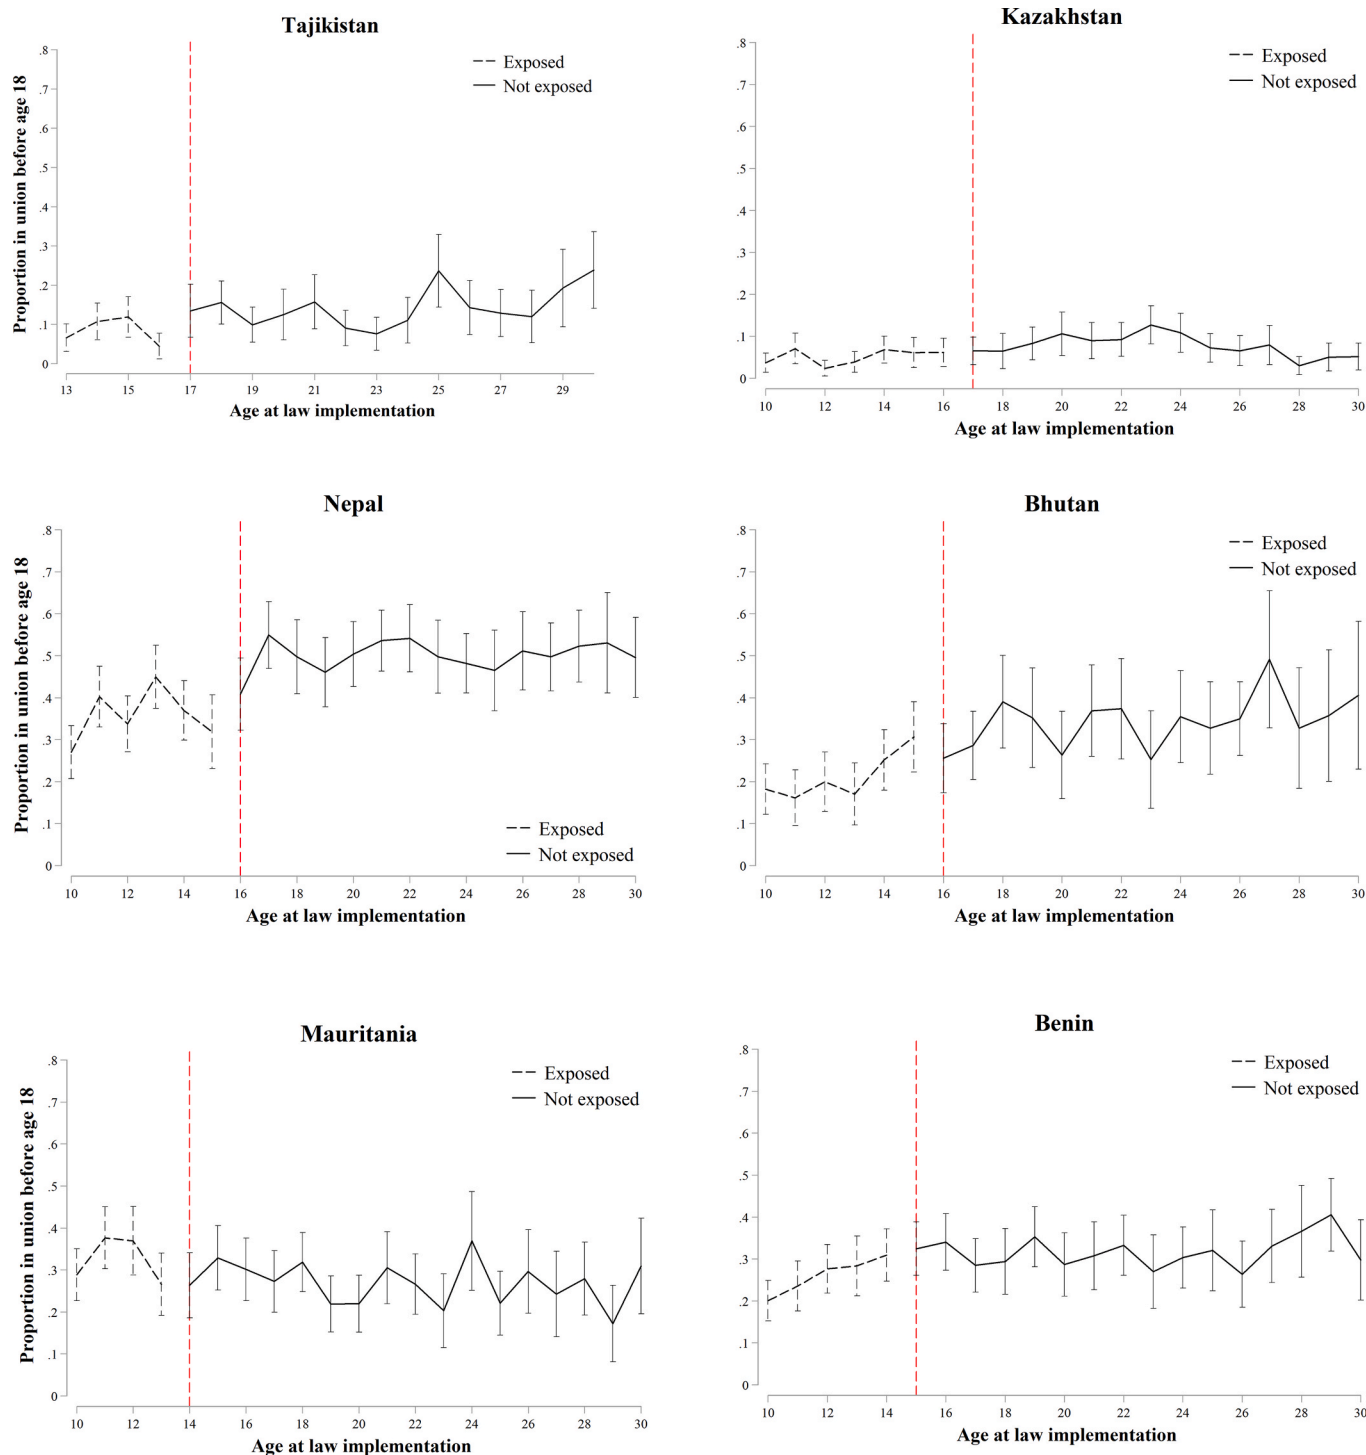 Tajikistan
Proportion in union before age 18
.8
.7
.6
.5
.4
.3
.2
.1
0
Exposed
Not exposed
13 15 17 19 21 23 25 27 29
Age at law implementation
Kazakhstan
.8
.7
.6
.5
.4
.3
.2
.1
0
Exposed
Not exposed
10 12 14 16 18 20 22 24 26 28 30
Age at law implementation
Nepal
Proportion in union before age 18
.8
.7
.6
.5
.4
.3
.2
.1
0
Exposed
Not exposed
10 12 14 16 18 20 22 24 26 28 30
Age at law implementation
Bhutan
.8
.7
.6
.5
.4
.3
.2
.1
0
Exposed
Not exposed
10 12 14 16 18 20 22 24 26 28 30
Age at law implementation
Mauritania
Proportion in union before age 18
.8
.7
.6
.5
.4
.3
.2
.1
0
Exposed
Not exposed
10 12 14 16 18 20 22 24 26 28 30
Age at law implementation
Benin
.8
.7
.6
.5
.4
.3
.2
.1
0
Exposed
Not exposed
10 12 14 16 18 20 22 24 26 28 30
Age at law implementation